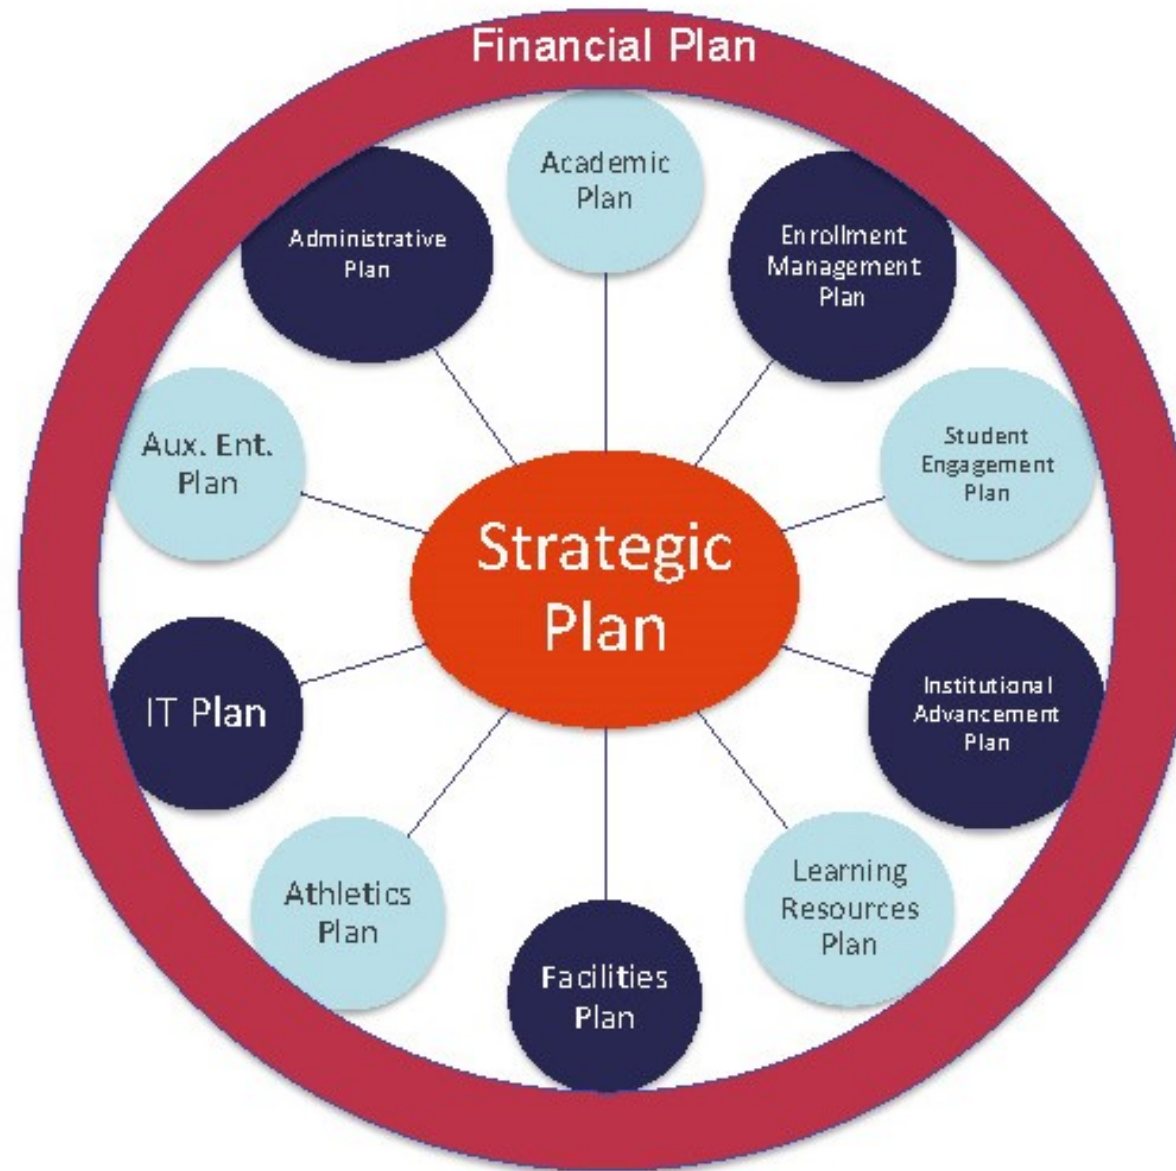 Financial Plan
Academic
Plan
Enrollment
Management
Plan
Student
Engagement
Plan
Institutional
Advancement
Plan
Learning
Resources
Plan
Facilities
Plan
Athletics
Plan
IT Plan
Aux. Ent.
Plan
Administrative
Plan
Strategic
Plan